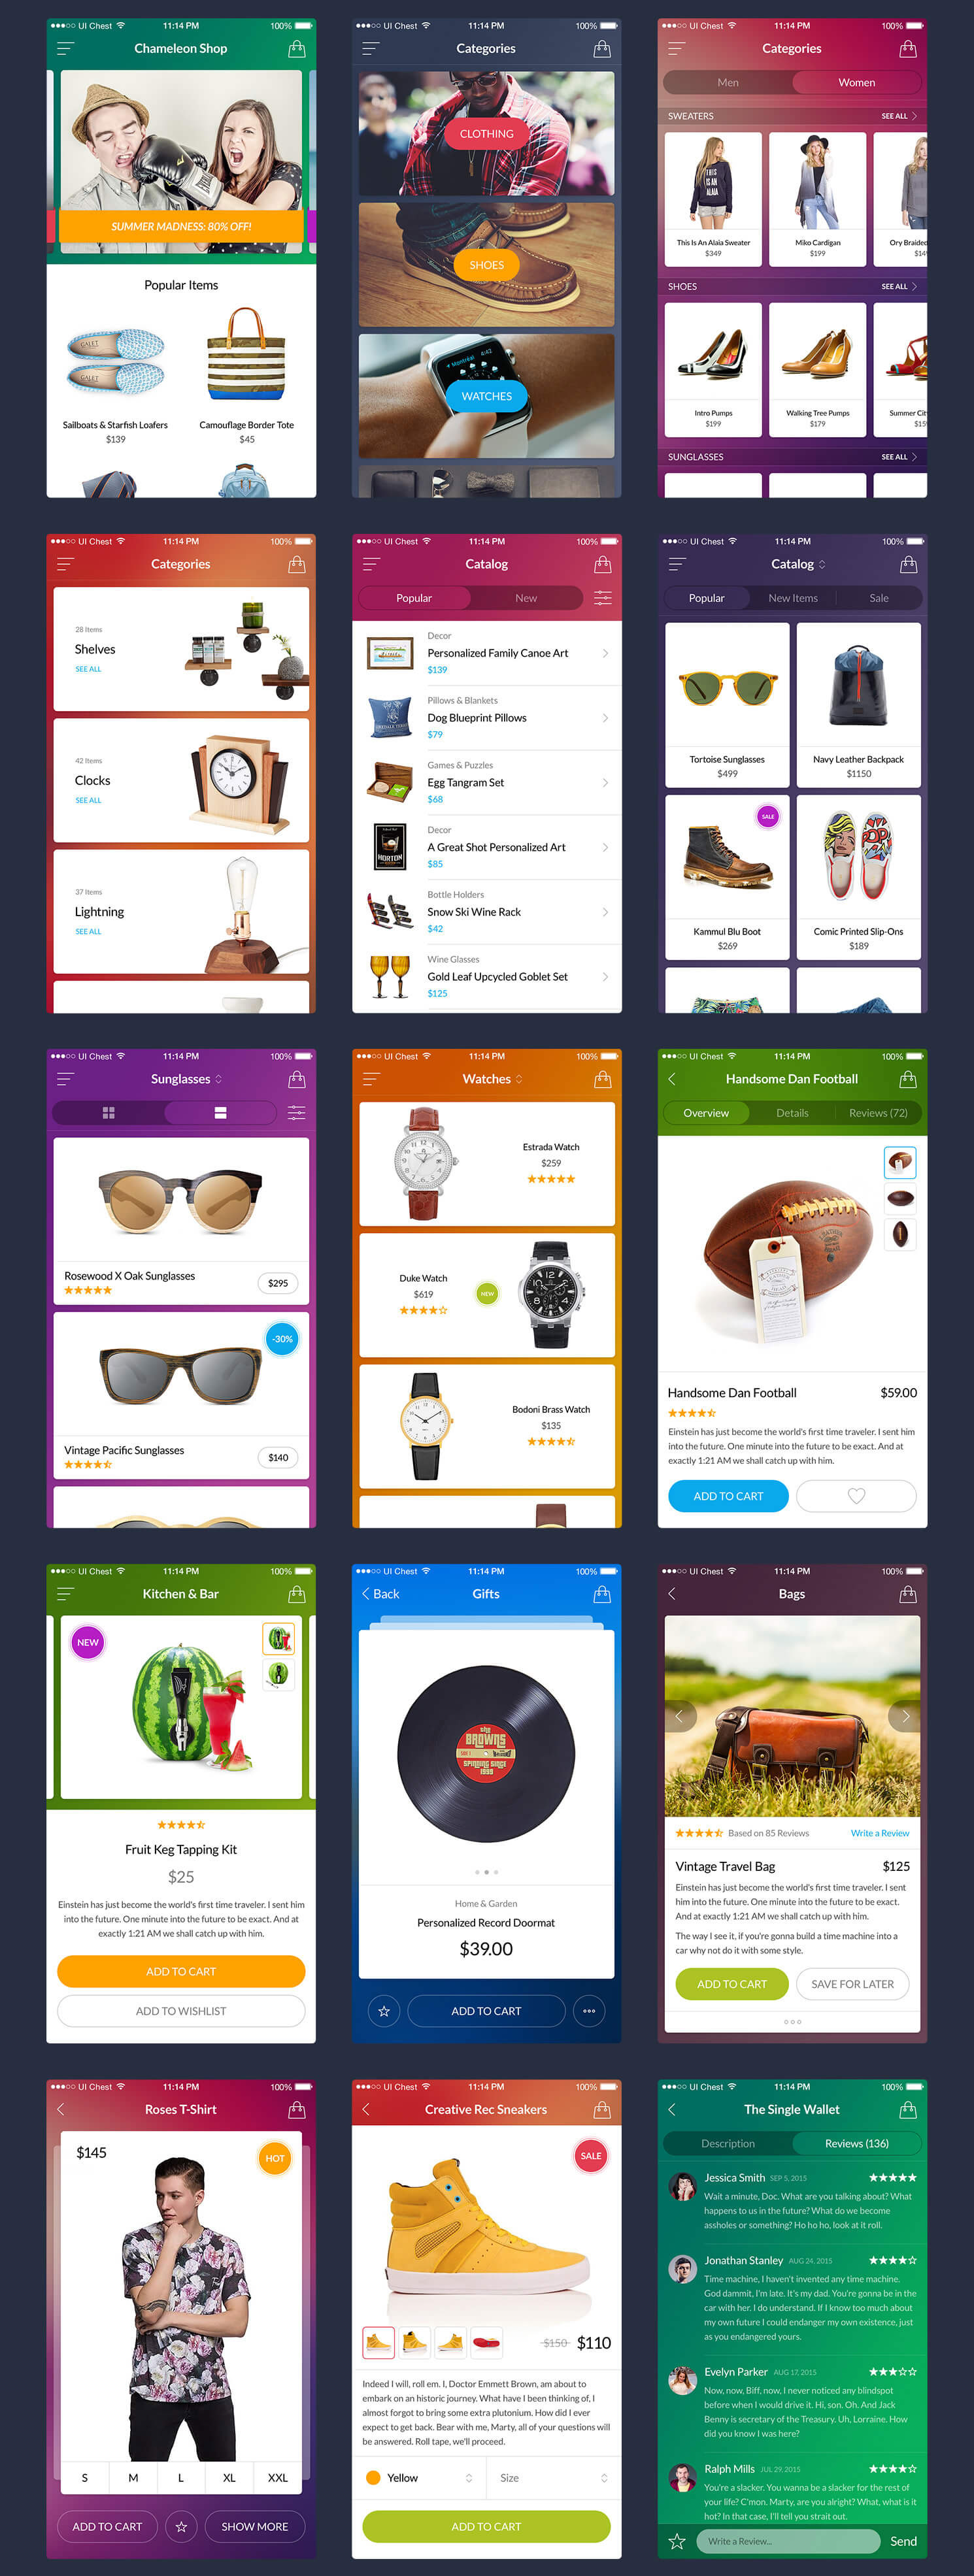 UI Chest 11:14 PM 100%
Chameleon Shop
SUMMER MADNESS: 80% OFF!
Popular Items
Sailboats & Starfish Loafers
$139
Camouflage Border Tote
$45
UI Chest 11:14 PM 100%
Categories
CLOTHING
SHOES
WATCHES
UI Chest 11:14 PM 100%
Categories
Men Women
SWEATERS SEE ALL
This Is An Alaia Sweater
$349
Miko Cardigan
$199
Ory Braided
SHOES SEE ALL
Intro Pumps
$199
Walking Tree Pumps
$179
SUNGLASSES SEE ALL
UI Chest 11:14 PM 100%
Categories
28 Items
Shelves
SEE ALL
42 Items
Clocks
SEE ALL
37 Items
Lightning
SEE ALL
UI Chest 11:14 PM 100%
Catalog
Popular New
Decor
Personalized Family Canoe Art
$139
Pillows & Blankets
Dog Blueprint Pillows
$79
Games & Puzzles
Egg Tangram Set
$68
Decor
A Great Shot Personalized Art
$85
HORTON
Bottle Holders
Snow Ski Wine Rack
$42
Wine Glasses
Gold Leaf Upcycled Goblet Set
$125
UI Chest 11:14 PM 100%
Catalog
Popular New Items Sale
Tortoise Sunglasses
$499
Navy Leather Backpack
$1150
SALE
Kammul Blu Boot
$269
POP
Comic Printed Slip-Ons
$189
UI Chest 11:14 PM 100%
Sunglasses
Rosewood X Oak Sunglasses
$295
-30%
Vintage Pacific Sunglasses
$140
UI Chest 11:14 PM 100%
Watches
Estrada Watch
$259
Duke Watch
$619
NEW
Bodoni Brass Watch
$135
UI Chest 11:14 PM 100%
Handsome Dan Football
Overview Details Reviews (72)
Handsome Dan Football $59.00
Einstein has just become the world's first time traveler. I sent him
into the future. One minute into the future to be exact. And at
exactly 1:21 AM we shall catch up with him.
ADD TO CART
UI Chest 11:14 PM 100%
Kitchen & Bar
NEW
Fruit Keg Tapping Kit
$25
Einstein has just become the world's first time traveler. I sent him
into the future. One minute into the future to be exact. And at
exactly 1:21 AM we shall catch up with him.
ADD TO CART
ADD TO WISHLIST
UI Chest 11:14 PM 100%
Back Gifts
the
BROWNS
SPINNING SINCE
1999
Home & Garden
Personalized Record Doormat
$39.00
ADD TO CART
UI Chest 11:14 PM 100%
Bags
Based on 85 Reviews Write a Review
Vintage Travel Bag $125
Einstein has just become the world's first time traveler. I sent
him into the future. One minute into the future to be exact.
And at exactly 1:21 AM we shall catch up with him.
The way I see it, if you're gonna build a time machine into a
car why not do it with some style.
ADD TO CART SAVE FOR LATER
UI Chest 11:14 PM 100%
Roses T-Shirt
$145
HOT
S M L XL XXL
ADD TO CART SHOW MORE
UI Chest 11:14 PM 100%
Creative Rec Sneakers
SALE
$150 $110
Indeed I will, roll em. I, Doctor Emmett Brown, am about to
embark on an historic journey. What have I been thinking of, I
almost forgot to bring some extra plutonium. How did I ever
expect to get back. Bear with me, Marty, all of your questions will
be answered. Roll tape, we'll proceed.
Yellow Size
ADD TO CART
UI Chest 11:14 PM 100%
The Single Wallet
Description Reviews (136)
Jessica Smith SEP 5, 2015
Wait a minute, Doc. What are you talking about? What
happens to us in the future? What do we become
assholes or something? Ho ho ho, look at it roll.
Jonathan Stanley AUG 24, 2015
Time machine, I haven't invented any time machine.
God dammit, I'm late. It's my dad. You're gonna be in the
car with her. I do understand. If I know too much about
my own future I could endanger my own existence, just
as you endangered yours.
Evelyn Parker AUG 17, 2015
Now, now, Biff, now, I never noticed any blindspot
before when I would drive it. Hi, son. Oh. And Jack
Benny is secretary of the Treasury. Uh, Lorraine. How
did you know I was here?
Ralph Mills JUL 29, 2015
You're a slacker. You wanna be a slacker for the rest of
your life? C'mon. Marty, are you alright? What, what is it
hot? In that case, I'll tell you strait out.
Write a Review... Send